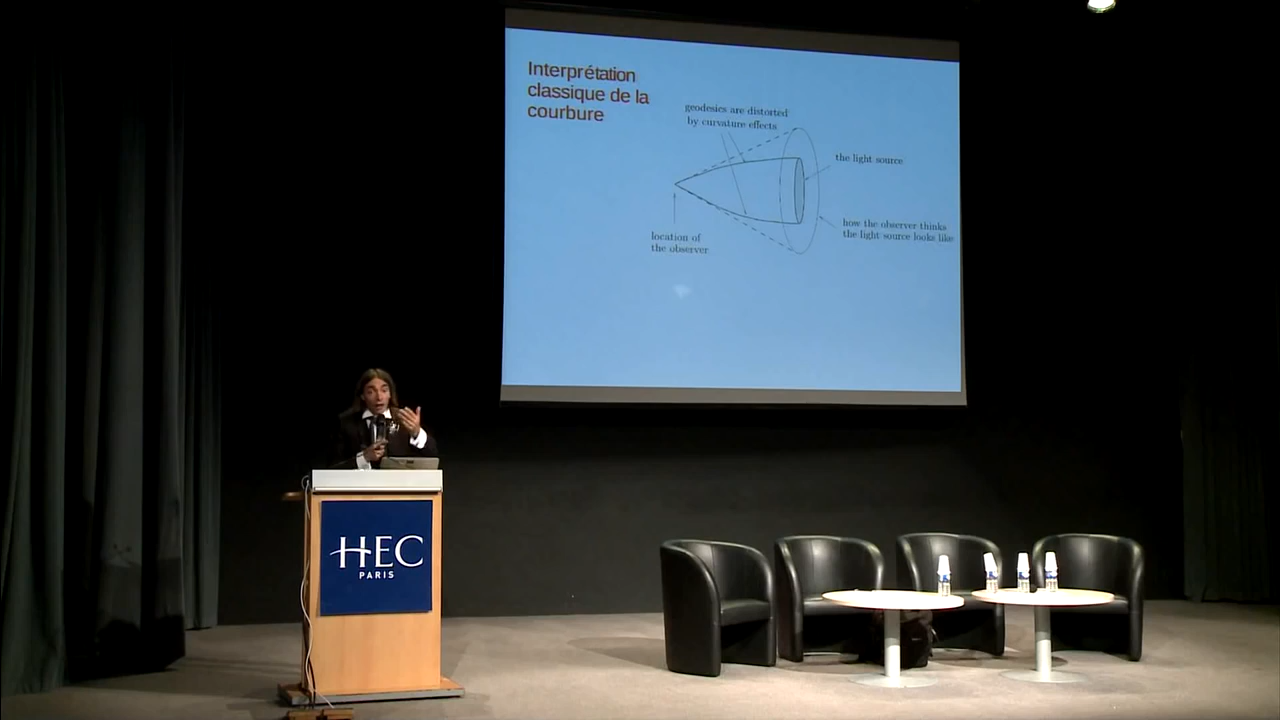 Interprétation
classique de la
courbure
geodesics are distorted
by curvature effects
the light source
how the observer thinks
the light source looks like
location of
the observer
HEC
PARIS